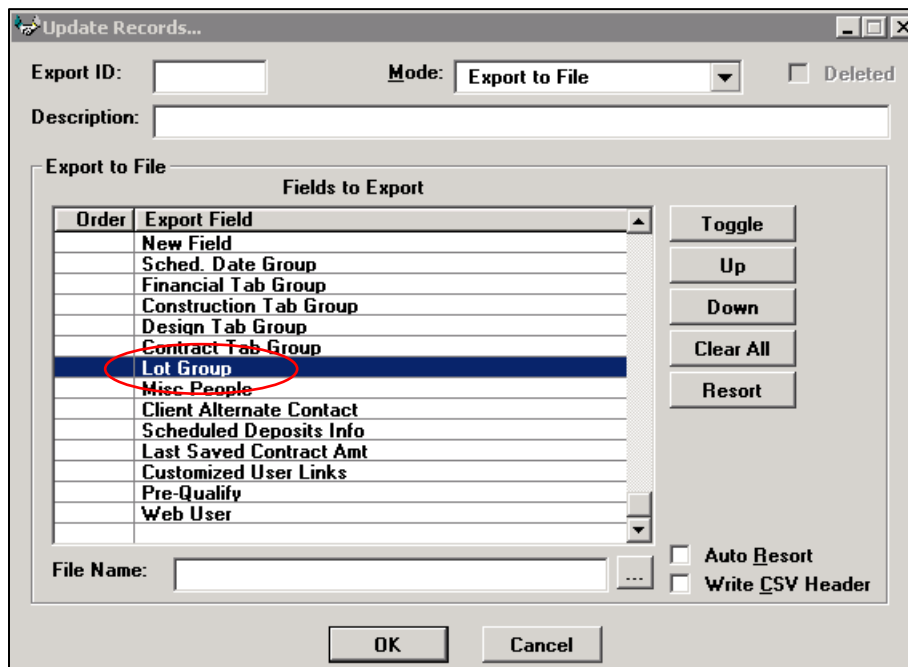 Update Records...
Export ID:
Mode: Export to File
Deleted
Description:
Export to File
Fields to Export
Order Export Field
New Field
Sched. Date Group
Financial Tab Group
Construction Tab Group
Design Tab Group
Contract Tab Group
Lot Group
Misc People
Client Alternate Contact
Scheduled Deposits Info
Last Saved Contract Amt
Customized User Links
Pre-Qualify
Web User
Toggle
Up
Down
Clear All
Resort
File Name:
...
Auto Resort
Write CSV Header
OK
Cancel